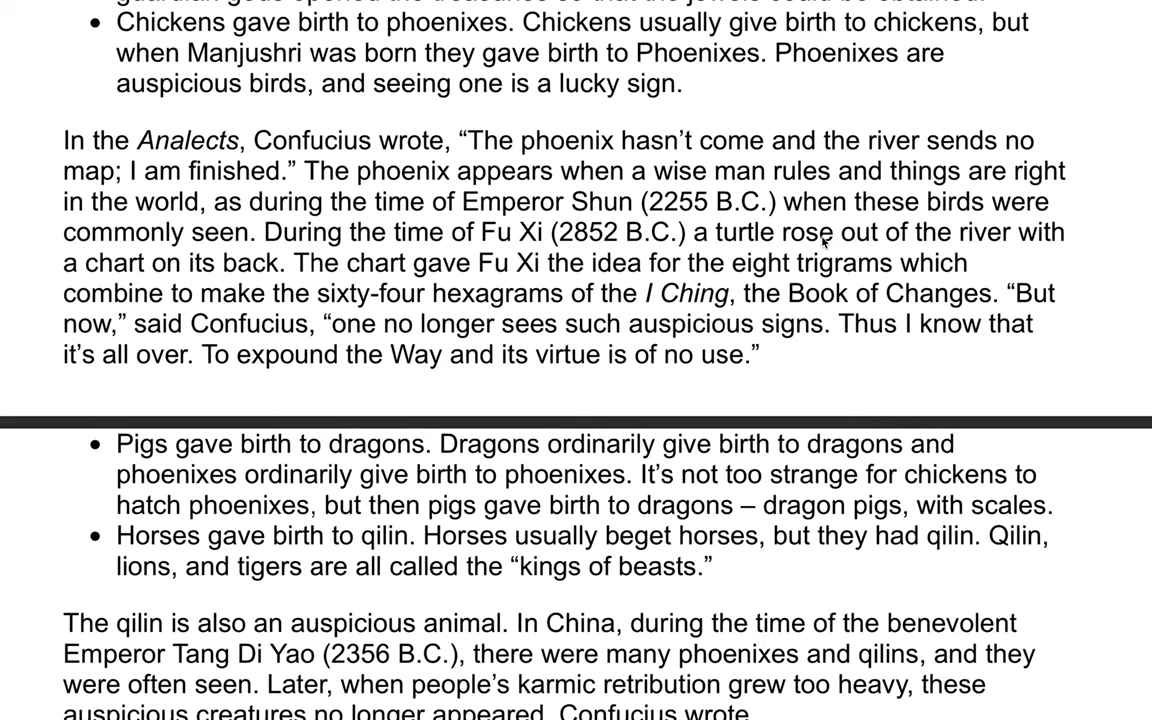 guardian gods opened the treasures so that the jewels could be obtained.
Chickens gave birth to phoenixes. Chickens usually give birth to chickens, but
when Manjushri was born they gave birth to Phoenixes. Phoenixes are
auspicious birds, and seeing one is a lucky sign.
In the Analects, Confucius wrote, “The phoenix hasn’t come and the river sends no
map; I am finished.” The phoenix appears when a wise man rules and things are right
in the world, as during the time of Emperor Shun (2255 B.C.) when these birds were
commonly seen. During the time of Fu Xi (2852 B.C.) a turtle rose out of the river with
a chart on its back. The chart gave Fu Xi the idea for the eight trigrams which
combine to make the sixty-four hexagrams of the I Ching, the Book of Changes. “But
now,” said Confucius, “one no longer sees such auspicious signs. Thus I know that
it’s all over. To expound the Way and its virtue is of no use.”
Pigs gave birth to dragons. Dragons ordinarily give birth to dragons and
phoenixes ordinarily give birth to phoenixes. It’s not too strange for chickens to
hatch phoenixes, but then pigs gave birth to dragons – dragon pigs, with scales.
Horses gave birth to qilin. Horses usually beget horses, but they had qilin. Qilin,
lions, and tigers are all called the “kings of beasts.”
The qilin is also an auspicious animal. In China, during the time of the benevolent
Emperor Tang Di Yao (2356 B.C.), there were many phoenixes and qilins, and they
were often seen. Later, when people’s karmic retribution grew too heavy, these
auspicious creatures no longer appeared. Confucius wrote